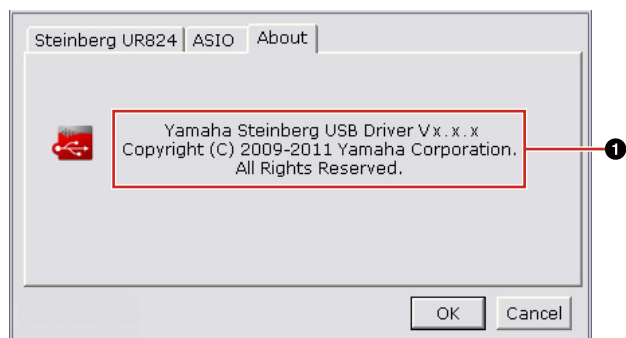 Steinberg UR824 ASIO About
Yamaha Steinberg USB Driver Vx.x.x
Copyright (C) 2009-2011 Yamaha Corporation.
All Rights Reserved.
1
OK Cancel